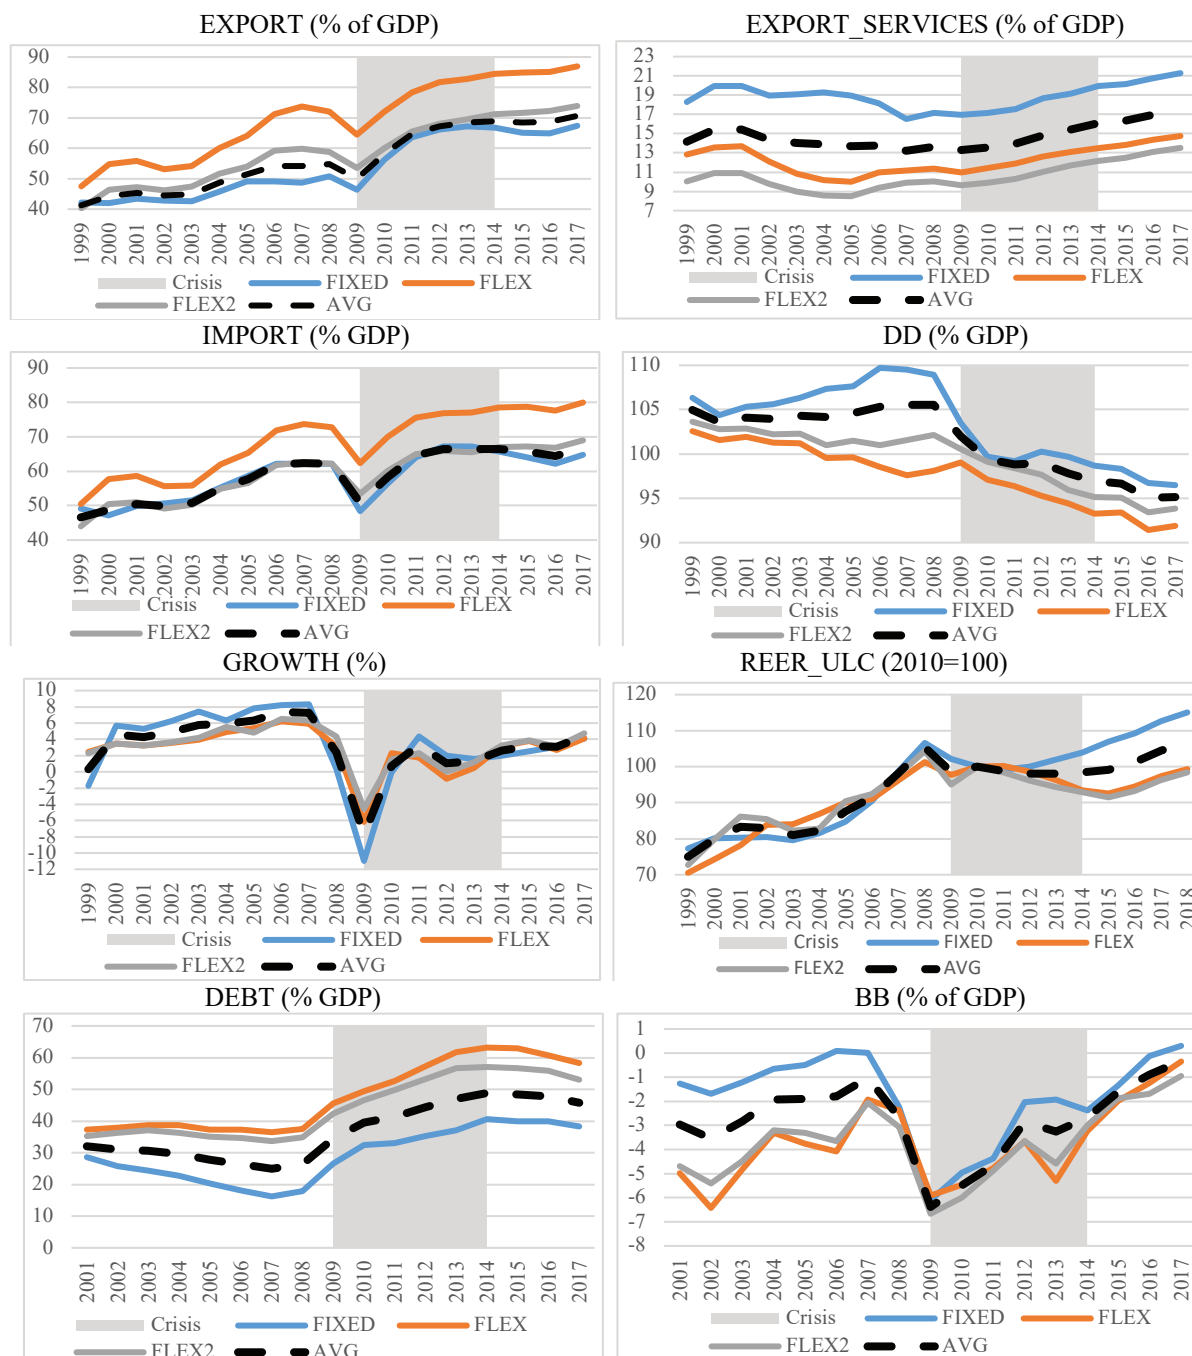 EXPORT (% of GDP)
90
80
70
60
50
40
1999 2000 2001 2002 2003 2004 2005 2006 2007 2008 2009 2010 2011 2012 2013 2014 2015 2016 2017
Crisis FIXED FLEX
FLEX2 AVG
EXPORT_SERVICES (% of GDP)
23
21
19
17
15
13
11
9
7
1999 2000 2001 2002 2003 2004 2005 2006 2007 2008 2009 2010 2011 2012 2013 2014 2015 2016 2017
Crisis FIXED FLEX
FLEX2 AVG
IMPORT (% GDP)
90
80
70
60
50
40
1999 2000 2001 2002 2003 2004 2005 2006 2007 2008 2009 2010 2011 2012 2013 2014 2015 2016 2017
Crisis FIXED FLEX
FLEX2 AVG
DD (% GDP)
110
105
100
95
90
1999 2000 2001 2002 2003 2004 2005 2006 2007 2008 2009 2010 2011 2012 2013 2014 2015 2016 2017
Crisis FIXED FLEX
FLEX2 AVG
GROWTH (%)
10
8
6
4
2
0
-2
-4
-6
-8
-10
-12
1999 2000 2001 2002 2003 2004 2005 2006 2007 2008 2009 2010 2011 2012 2013 2014 2015 2016 2017
Crisis FIXED FLEX
FLEX2 AVG
REER_ULC (2010=100)
120
110
100
90
80
70
1999 2000 2001 2002 2003 2004 2005 2006 2007 2008 2009 2010 2011 2012 2013 2014 2015 2016 2017 2018
Crisis FIXED FLEX
FLEX2 AVG
DEBT (% GDP)
70
60
50
40
30
20
10
0
2001 2002 2003 2004 2005 2006 2007 2008 2009 2010 2011 2012 2013 2014 2015 2016 2017
Crisis FIXED FLEX
FLEX2 AVG
BB (% of GDP)
1
0
-1
-2
-3
-4
-5
-6
-7
-8
2001 2002 2003 2004 2005 2006 2007 2008 2009 2010 2011 2012 2013 2014 2015 2016 2017
Crisis FIXED FLEX
FLEX2 AVG